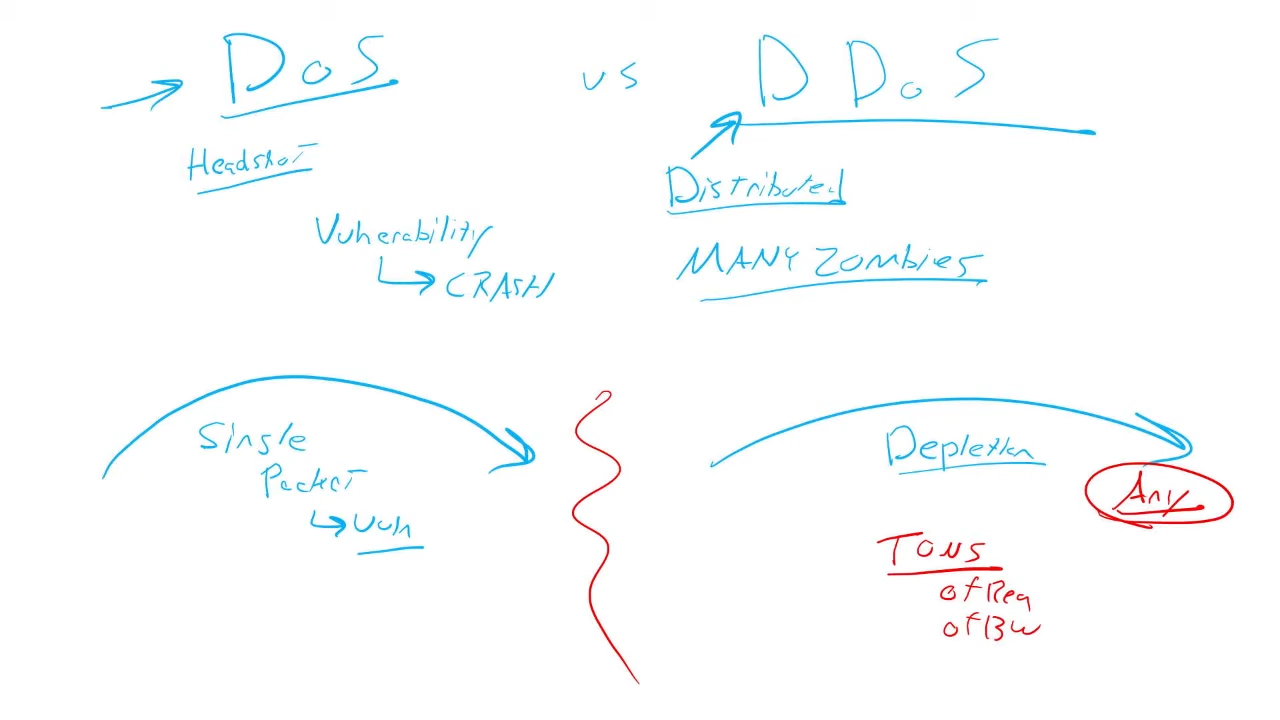 DoS vs DDoS
Headshot
Vulnerability
CRASH
Distributed
MANY Zombies
Single
Packet
Vuln
Depletion
Any
TONS
of Req
of BW